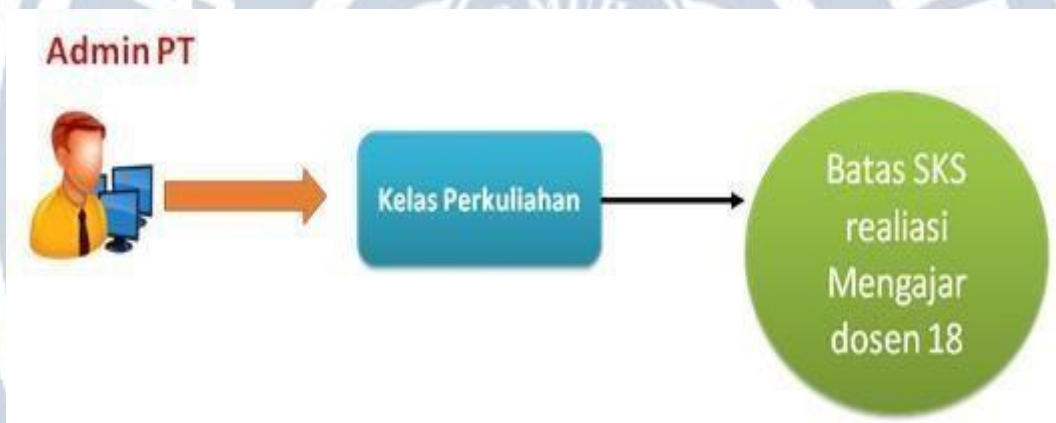 Admin PT
Kelas Perkuliahan
Batas SKS
realiasi
Mengajar
dosen 18